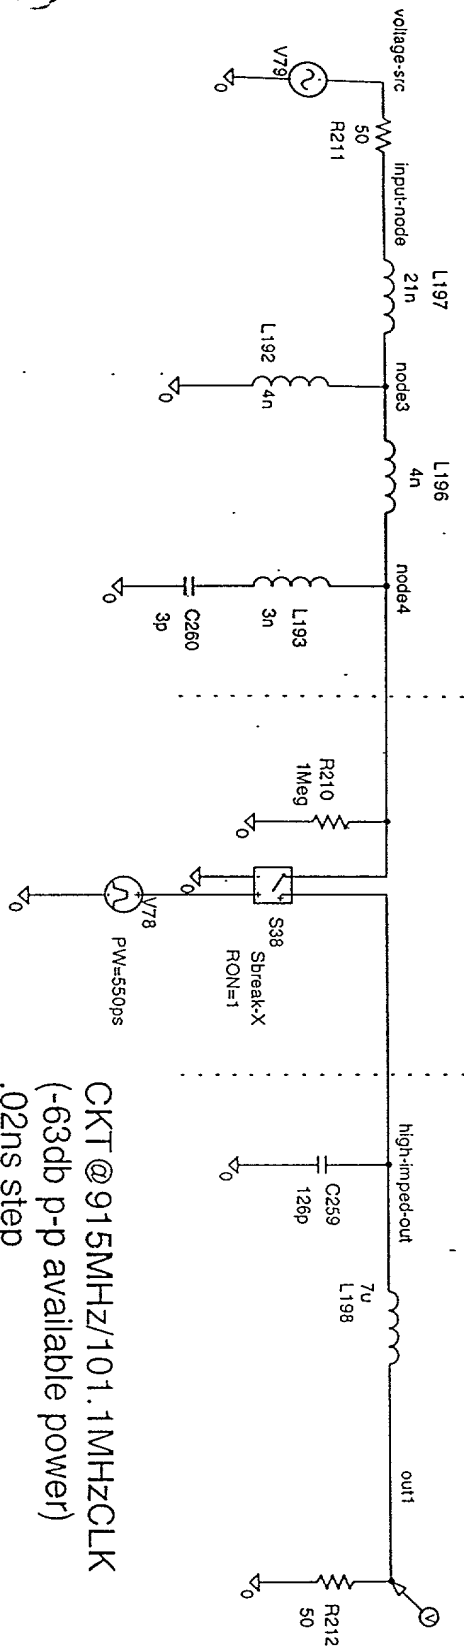 voltage-src
V79
0
50
R211
input-node
L197
21n
node3
L192
4n
0
L196
4n
node4
L193
3n
C260
3p
0
R210
1Meg
0
0
S38
Sbreak-X
RON=1
V78
PW=550ps
0
high-imped-out
C259
126p
0
7u
L198
out1
V
R212
50
0
CKT@915MHz/101.1MHzCLK
(-63db p-p available power)
.02ns step